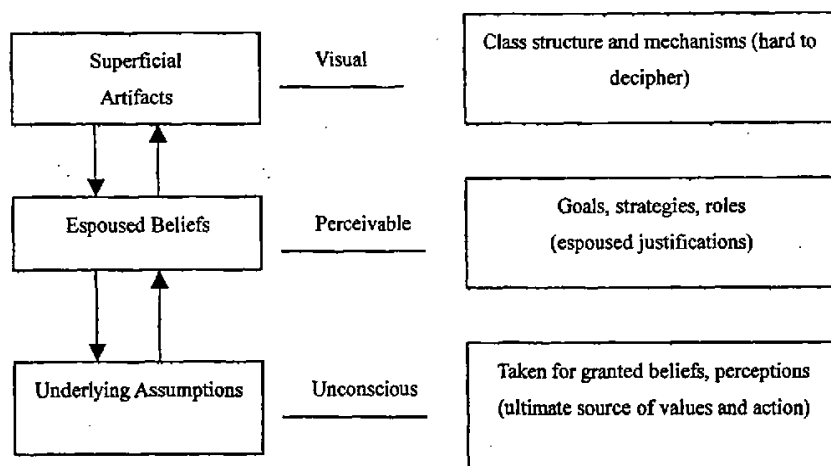 Superficial
Artifacts
Visual
Class structure and mechanisms (hard to
decipher)
Espoused Beliefs
Perceivable
Goals, strategies, roles
(espoused justifications)
Underlying Assumptions
Unconscious
Taken for granted beliefs, perceptions
(ultimate source of values and action)